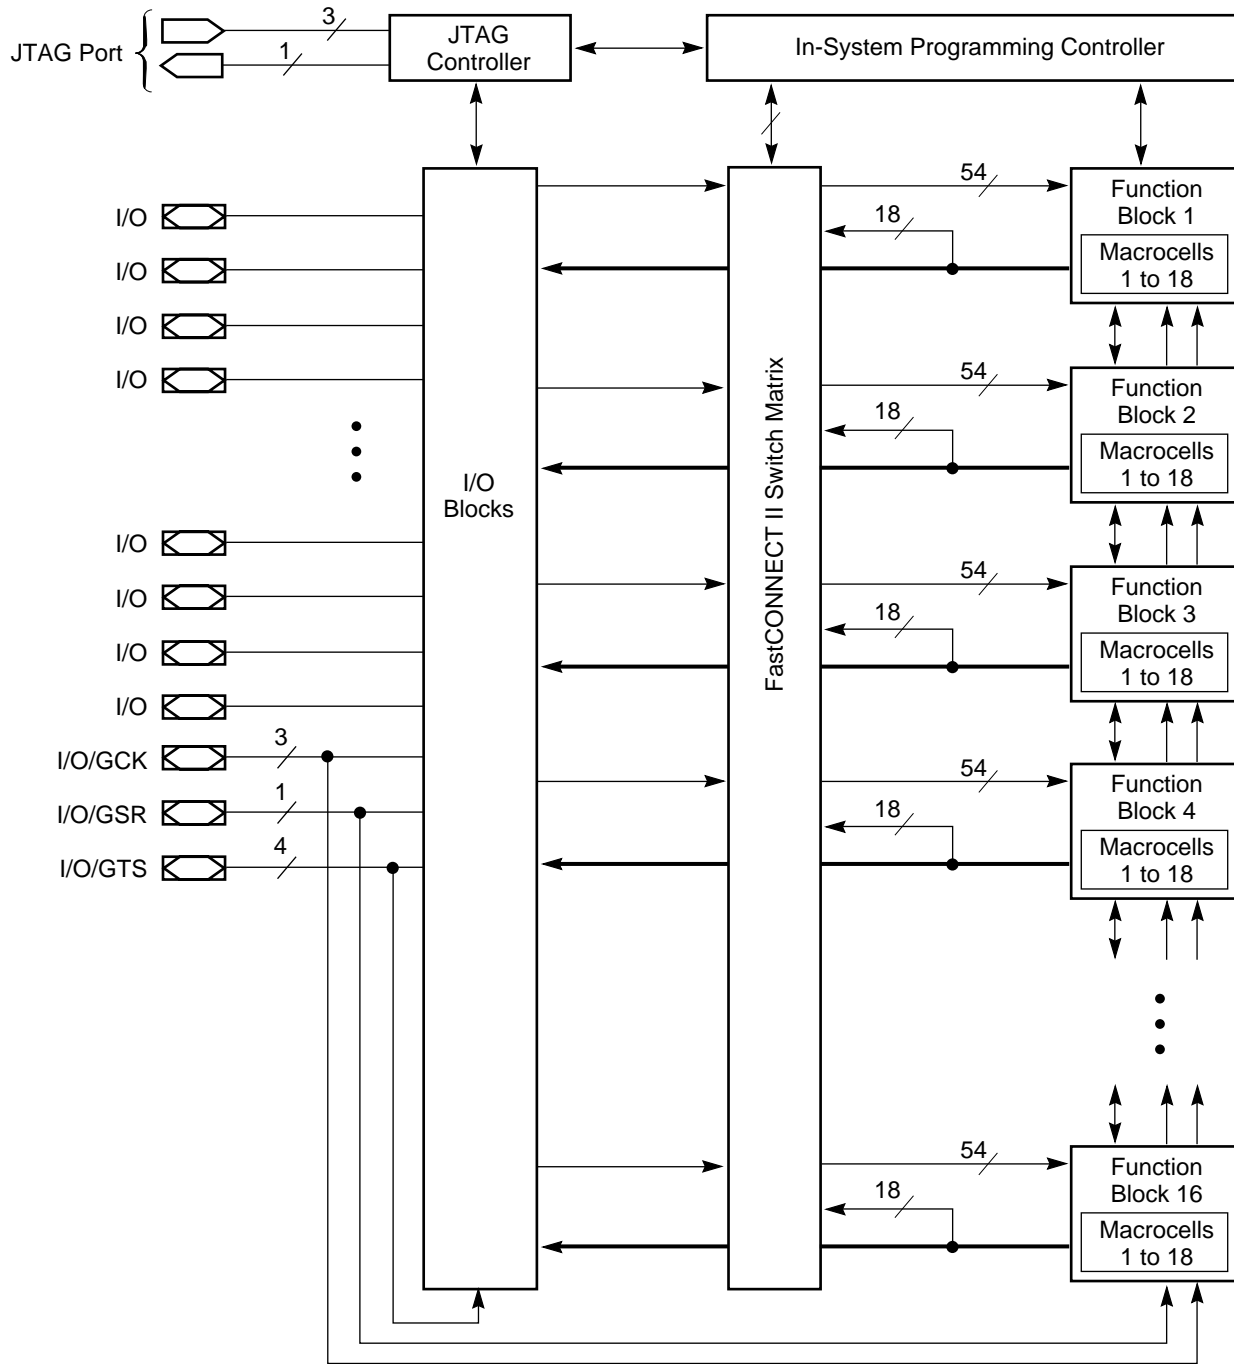 JTAG Port
3
1
JTAG
Controller
In-System Programming Controller
I/O
I/O
I/O
I/O
I/O
I/O
I/O
I/O
I/O/GCK
3
I/O/GSR
1
I/O/GTS
4
I/O
Blocks
FastCONNECT II Switch Matrix
54
18
Function
Block 1
Macrocells
1 to 18
54
18
Function
Block 2
Macrocells
1 to 18
54
18
Function
Block 3
Macrocells
1 to 18
54
18
Function
Block 4
Macrocells
1 to 18
54
18
Function
Block 16
Macrocells
1 to 18